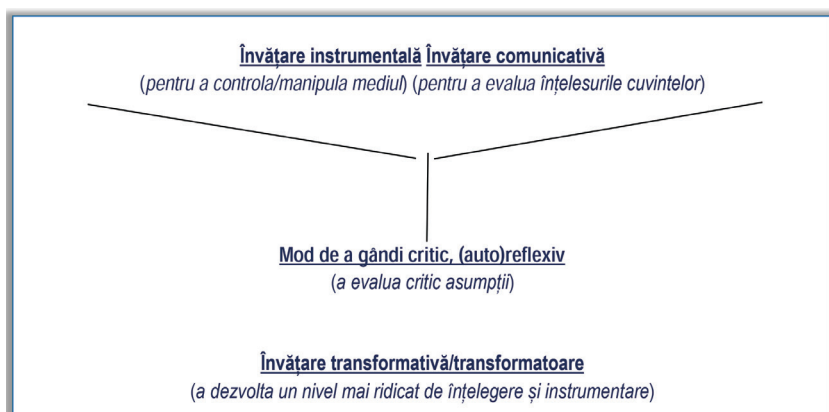 Învățare instrumentală Învățare comunicativă
(pentru a controla/manipula mediul) (pentru a evalua înțelesurile cuvintelor)
Mod de a gândi critic, (auto)reflexiv
(a evalua critic asumpții)
Învățare transformativă/transformatoare
(a dezvolta un nivel mai ridicat de înțelegere și instrumentare)